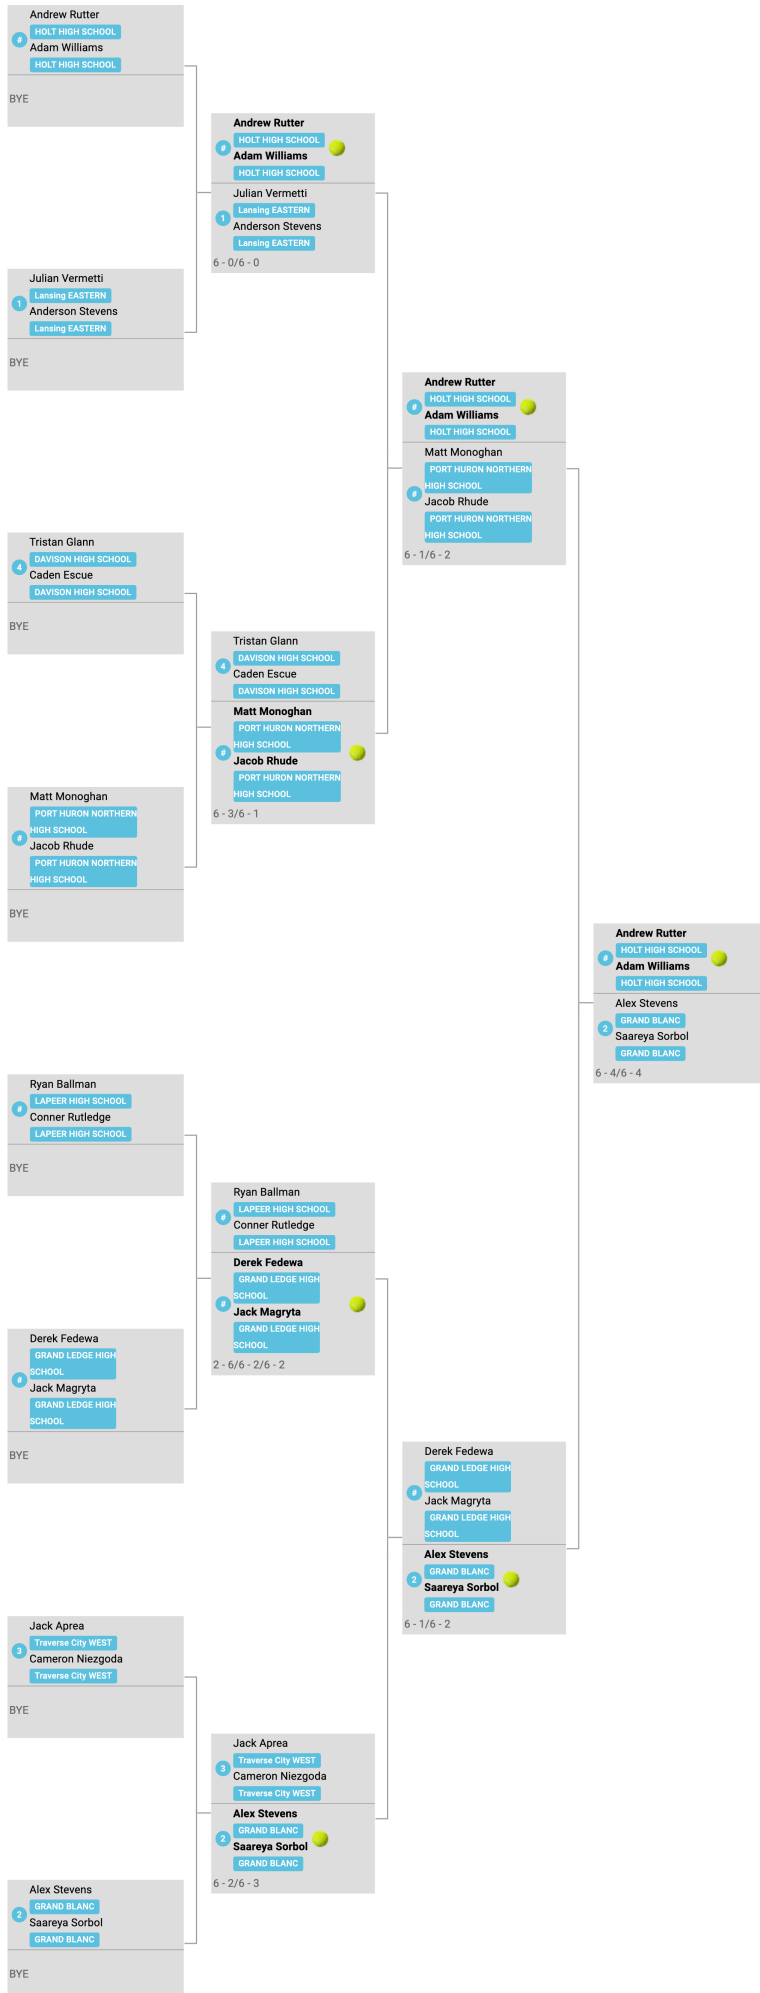 Andrew Rutter
#
HOLT HIGH SCHOOL
Adam Williams
HOLT HIGH SCHOOL
BYE
Andrew Rutter
#
HOLT HIGH SCHOOL
Adam Williams
HOLT HIGH SCHOOL
Julian Vermetti
1
Lansing EASTERN
Anderson Stevens
Lansing EASTERN
6 - 0/6 - 0
Julian Vermetti
1
Lansing EASTERN
Anderson Stevens
Lansing EASTERN
BYE
Andrew Rutter
#
HOLT HIGH SCHOOL
Adam Williams
HOLT HIGH SCHOOL
Matt Monoghan
#
PORT HURON NORTHERN
HIGH SCHOOL
Jacob Rhude
PORT HURON NORTHERN
HIGH SCHOOL
6 - 1/6 - 2
Tristan Glann
4
DAVISON HIGH SCHOOL
Caden Escue
DAVISON HIGH SCHOOL
BYE
Tristan Glann
4
DAVISON HIGH SCHOOL
Caden Escue
DAVISON HIGH SCHOOL
Matt Monoghan
#
PORT HURON NORTHERN
HIGH SCHOOL
Jacob Rhude
PORT HURON NORTHERN
HIGH SCHOOL
6 - 3/6 - 1
Matt Monoghan
#
PORT HURON NORTHERN
HIGH SCHOOL
Jacob Rhude
PORT HURON NORTHERN
HIGH SCHOOL
BYE
Andrew Rutter
#
HOLT HIGH SCHOOL
Adam Williams
HOLT HIGH SCHOOL
Alex Stevens
2
GRAND BLANC
Saareya Sorbol
GRAND BLANC
6 - 4/6 - 4
Ryan Ballman
#
LAPEER HIGH SCHOOL
Conner Rutledge
LAPEER HIGH SCHOOL
BYE
Ryan Ballman
#
LAPEER HIGH SCHOOL
Conner Rutledge
LAPEER HIGH SCHOOL
Derek Fedewa
#
GRAND LEDGE HIGH
SCHOOL
Jack Magryta
GRAND LEDGE HIGH
SCHOOL
2 - 6/6 - 2/6 - 2
Derek Fedewa
#
GRAND LEDGE HIGH
SCHOOL
Jack Magryta
GRAND LEDGE HIGH
SCHOOL
BYE
Derek Fedewa
#
GRAND LEDGE HIGH
SCHOOL
Jack Magryta
GRAND LEDGE HIGH
SCHOOL
Alex Stevens
2
GRAND BLANC
Saareya Sorbol
GRAND BLANC
6 - 1/6 - 2
Jack Aprea
3
Traverse City WEST
Cameron Niezgoda
Traverse City WEST
BYE
Jack Aprea
3
Traverse City WEST
Cameron Niezgoda
Traverse City WEST
Alex Stevens
2
GRAND BLANC
Saareya Sorbol
GRAND BLANC
6 - 2/6 - 3
Alex Stevens
2
GRAND BLANC
Saareya Sorbol
GRAND BLANC
BYE